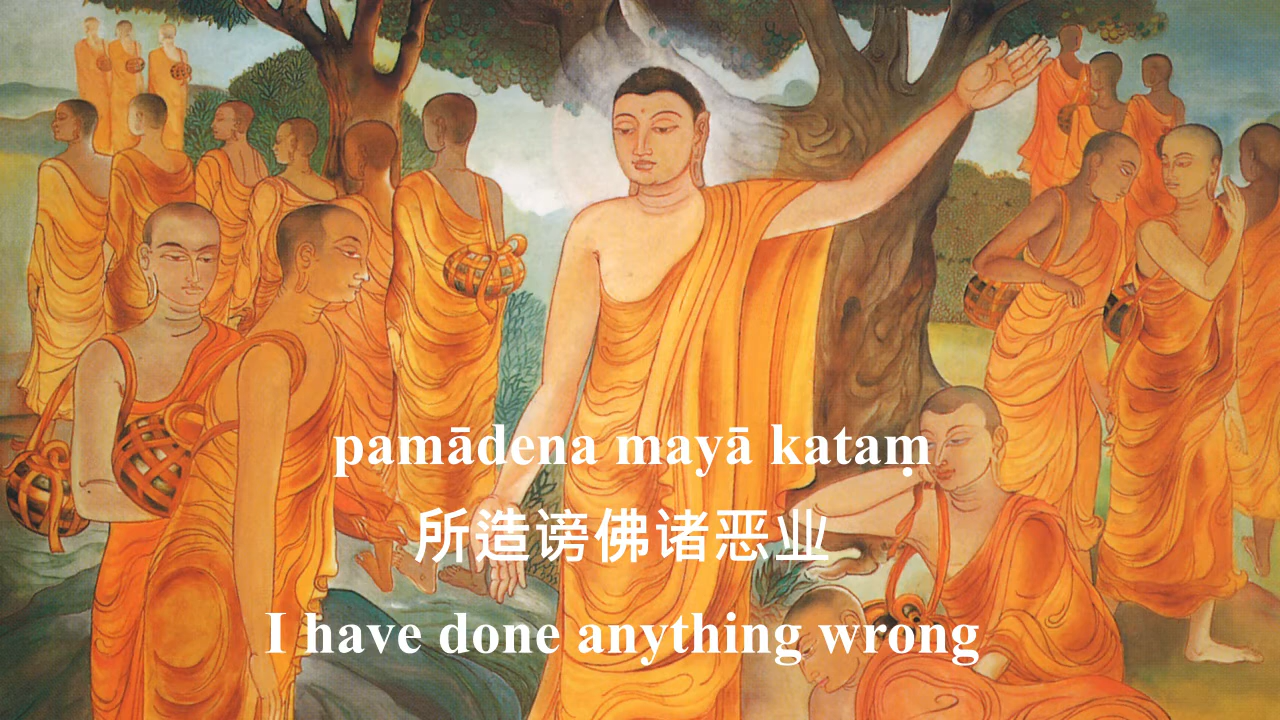 pamādena mayā kataṃ
所造谤佛诸恶业
I have done anything wrong